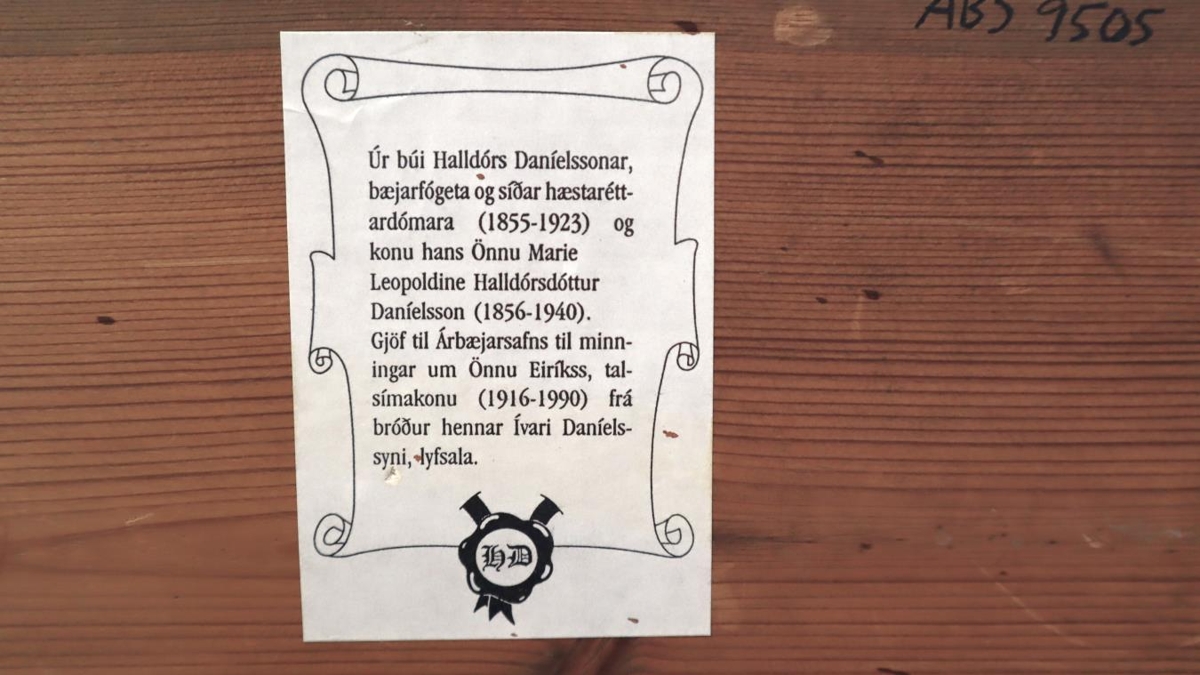 ABS 9505
Úr búi Halldórs Daníelssonar,
bæjarfógeta og síðar hæstarétt-
ardómara (1855-1923) og
konu hans Önnu Marie
Leopoldine Halldórsdóttur
Daníelsson (1856-1940).
Gjöf til Árbæjarsafns til minn-
ingar um Önnu Eiríkss, tal-
símakonu (1916-1990) frá
bróður hennar Ívari Daníels-
syni, lyfsala.
HD